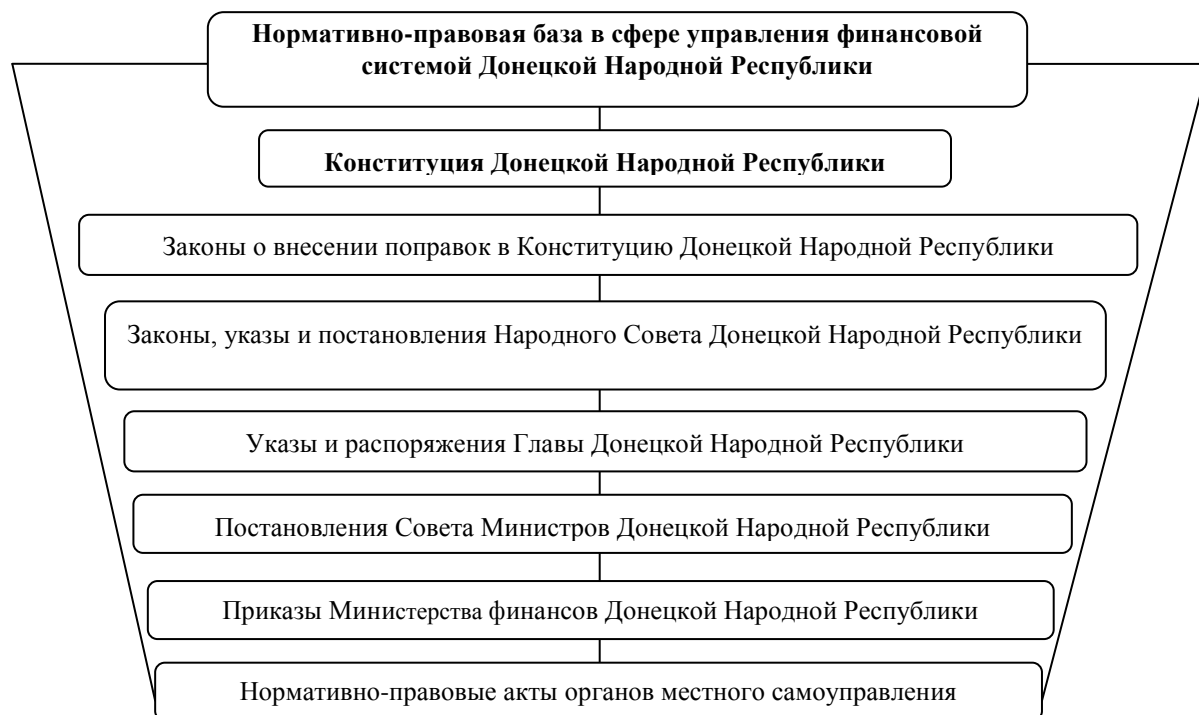 Нормативно-правовая база в сфере управления финансовой
системой Донецкой Народной Республики
Конституция Донецкой Народной Республики
Законы о внесении поправок в Конституцию Донецкой Народной Республики
Законы, указы и постановления Народного Совета Донецкой Народной Республики
Указы и распоряжения Главы Донецкой Народной Республики
Постановления Совета Министров Донецкой Народной Республики
Приказы Министерства финансов Донецкой Народной Республики
Нормативно-правовые акты органов местного самоуправления